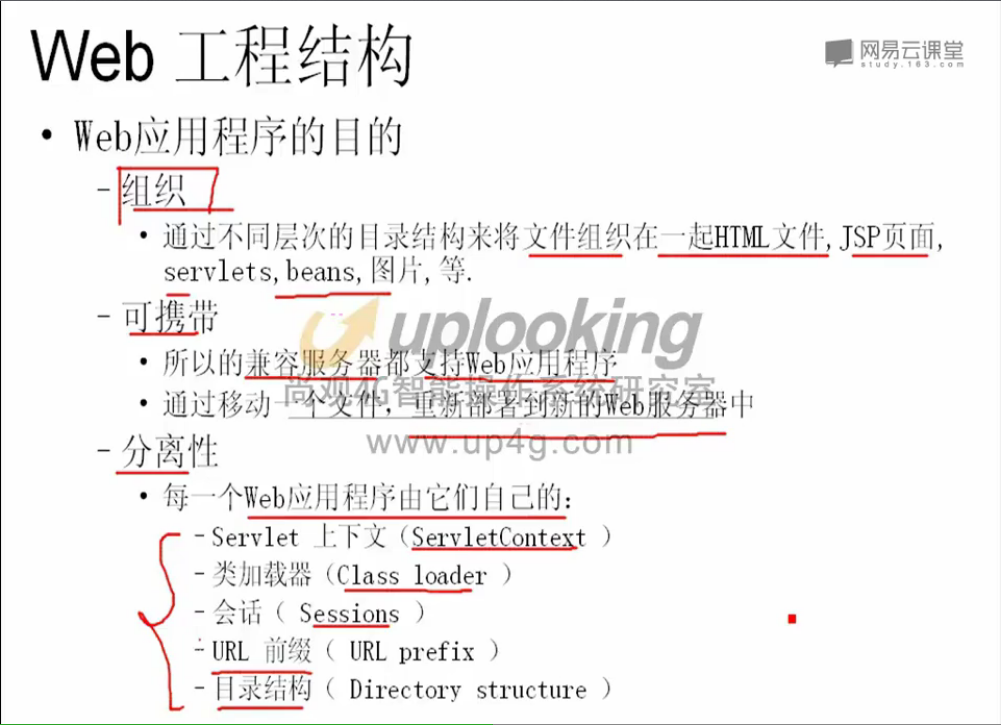 Web 工程结构
网易云课堂
study.163.com
• Web应用程序的目的
- 组织
• 通过不同层次的目录结构来将文件组织在一起HTML文件,JSP页面,
servlets,beans,图片,等.
- 可携带
uplooking
• 所以的兼容服务器都支持Web应用程序
尚观4G智能操作系统研究室
• 通过移动一个文件，重新部署到新的Web服务器中
www.up4g.com
- 分离性
• 每一个Web应用程序由它们自己的:
- Servlet 上下文（ServletContext ）
- 类加载器（Class loader ）
- 会话（ Sessions ）
- URL 前缀（ URL prefix ）
- 目录结构（ Directory structure ）